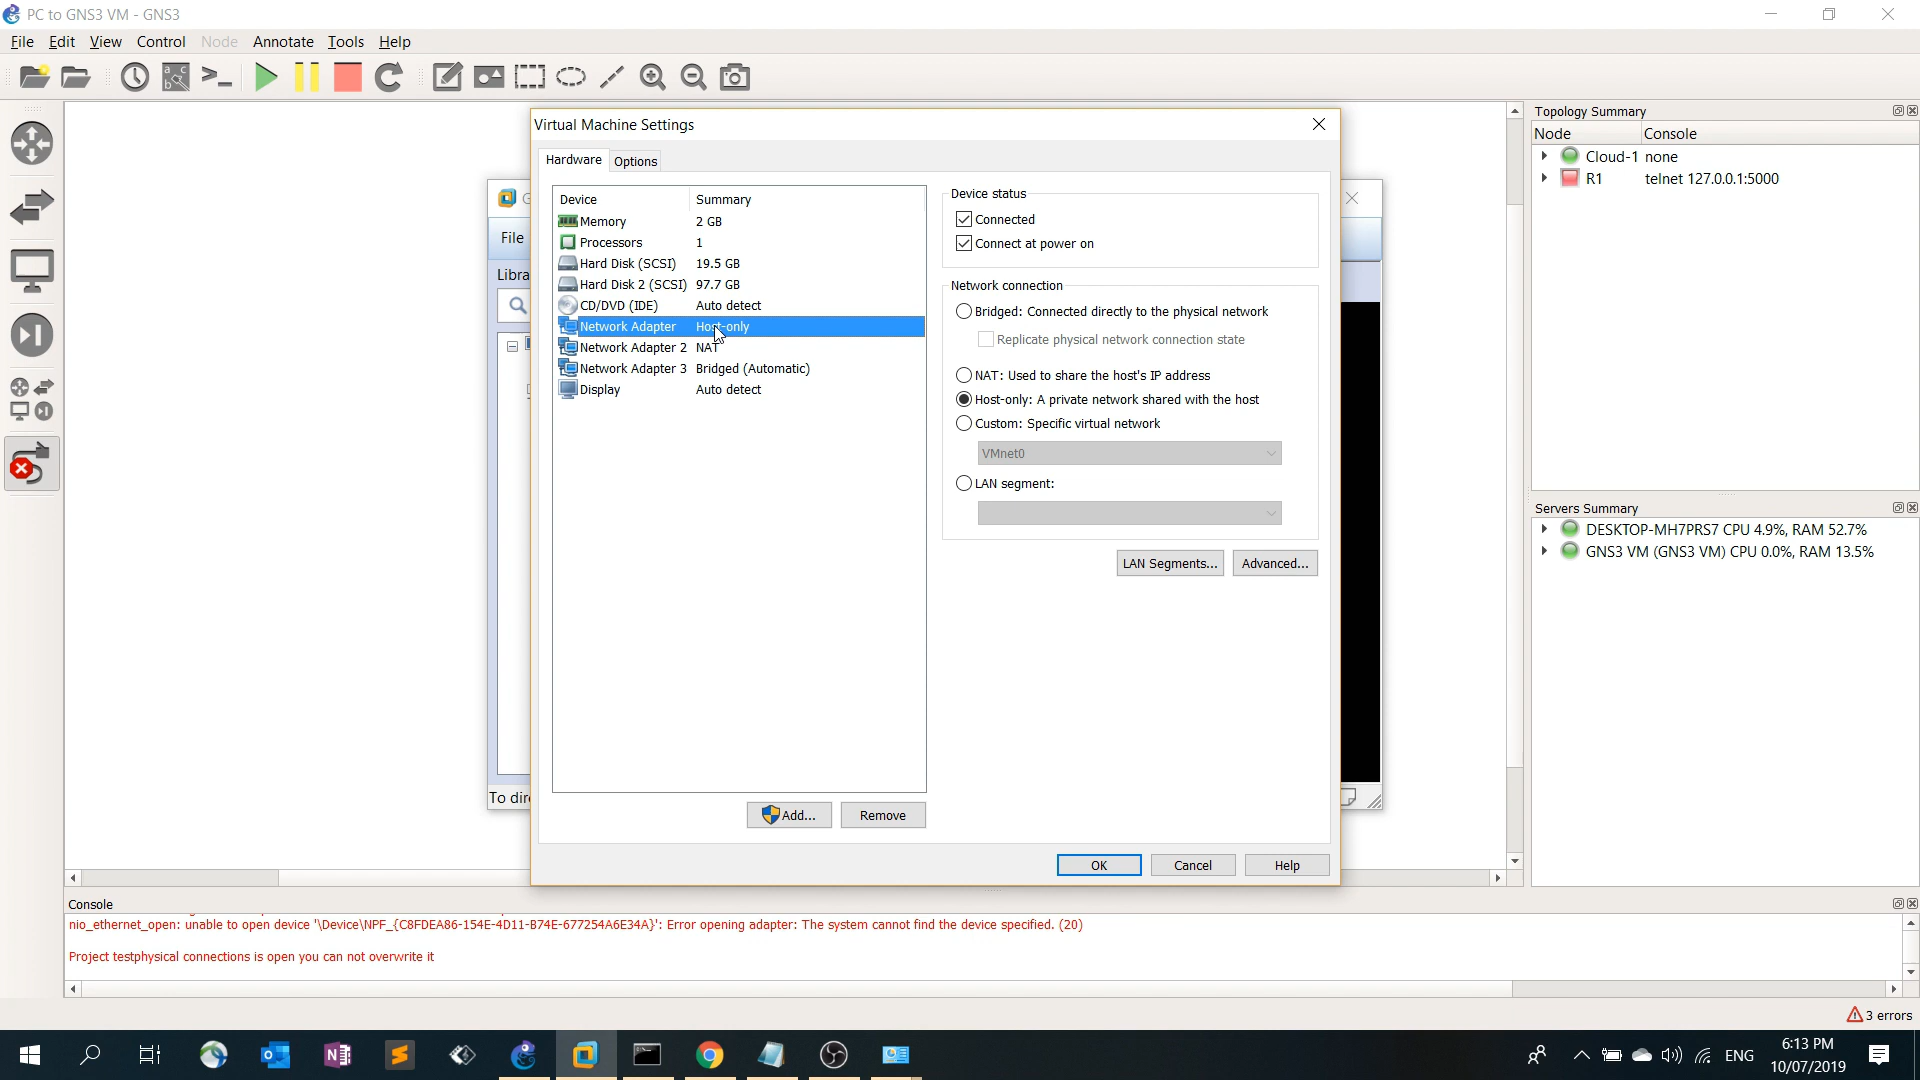 PC to GNS3 VM - GNS3
File Edit View Control Node Annotate Tools Help
Virtual Machine Settings
Hardware Options
Device Summary
Memory 2 GB
Processors 1
Hard Disk (SCSI) 19.5 GB
Hard Disk 2 (SCSI) 97.7 GB
CD/DVD (IDE) Auto detect
Network Adapter Host-only
Network Adapter 2 NAT
Network Adapter 3 Bridged (Automatic)
Display Auto detect
Add... Remove
Device status
Connected
Connect at power on
Network connection
Bridged: Connected directly to the physical network
Replicate physical network connection state
NAT: Used to share the host's IP address
Host-only: A private network shared with the host
Custom: Specific virtual network
VMnet0
LAN segment:
LAN Segments... Advanced...
OK Cancel Help
File
Topology Summary
Node Console
Cloud-1 none
R1 telnet 127.0.0.1:5000
Servers Summary
DESKTOP-MH7PRS7 CPU 4.9%, RAM 52.7%
GNS3 VM (GNS3 VM) CPU 0.0%, RAM 13.5%
Console
nio_ethernet_open: unable to open device '\Device\NPF_{C8FDEA86-154E-4D11-B74E-677254A6E34A}': Error opening adapter: The system cannot find the device specified. (20)
Project testphysical connections is open you can not overwrite it
3 errors
ENG
6:13 PM
10/07/2019